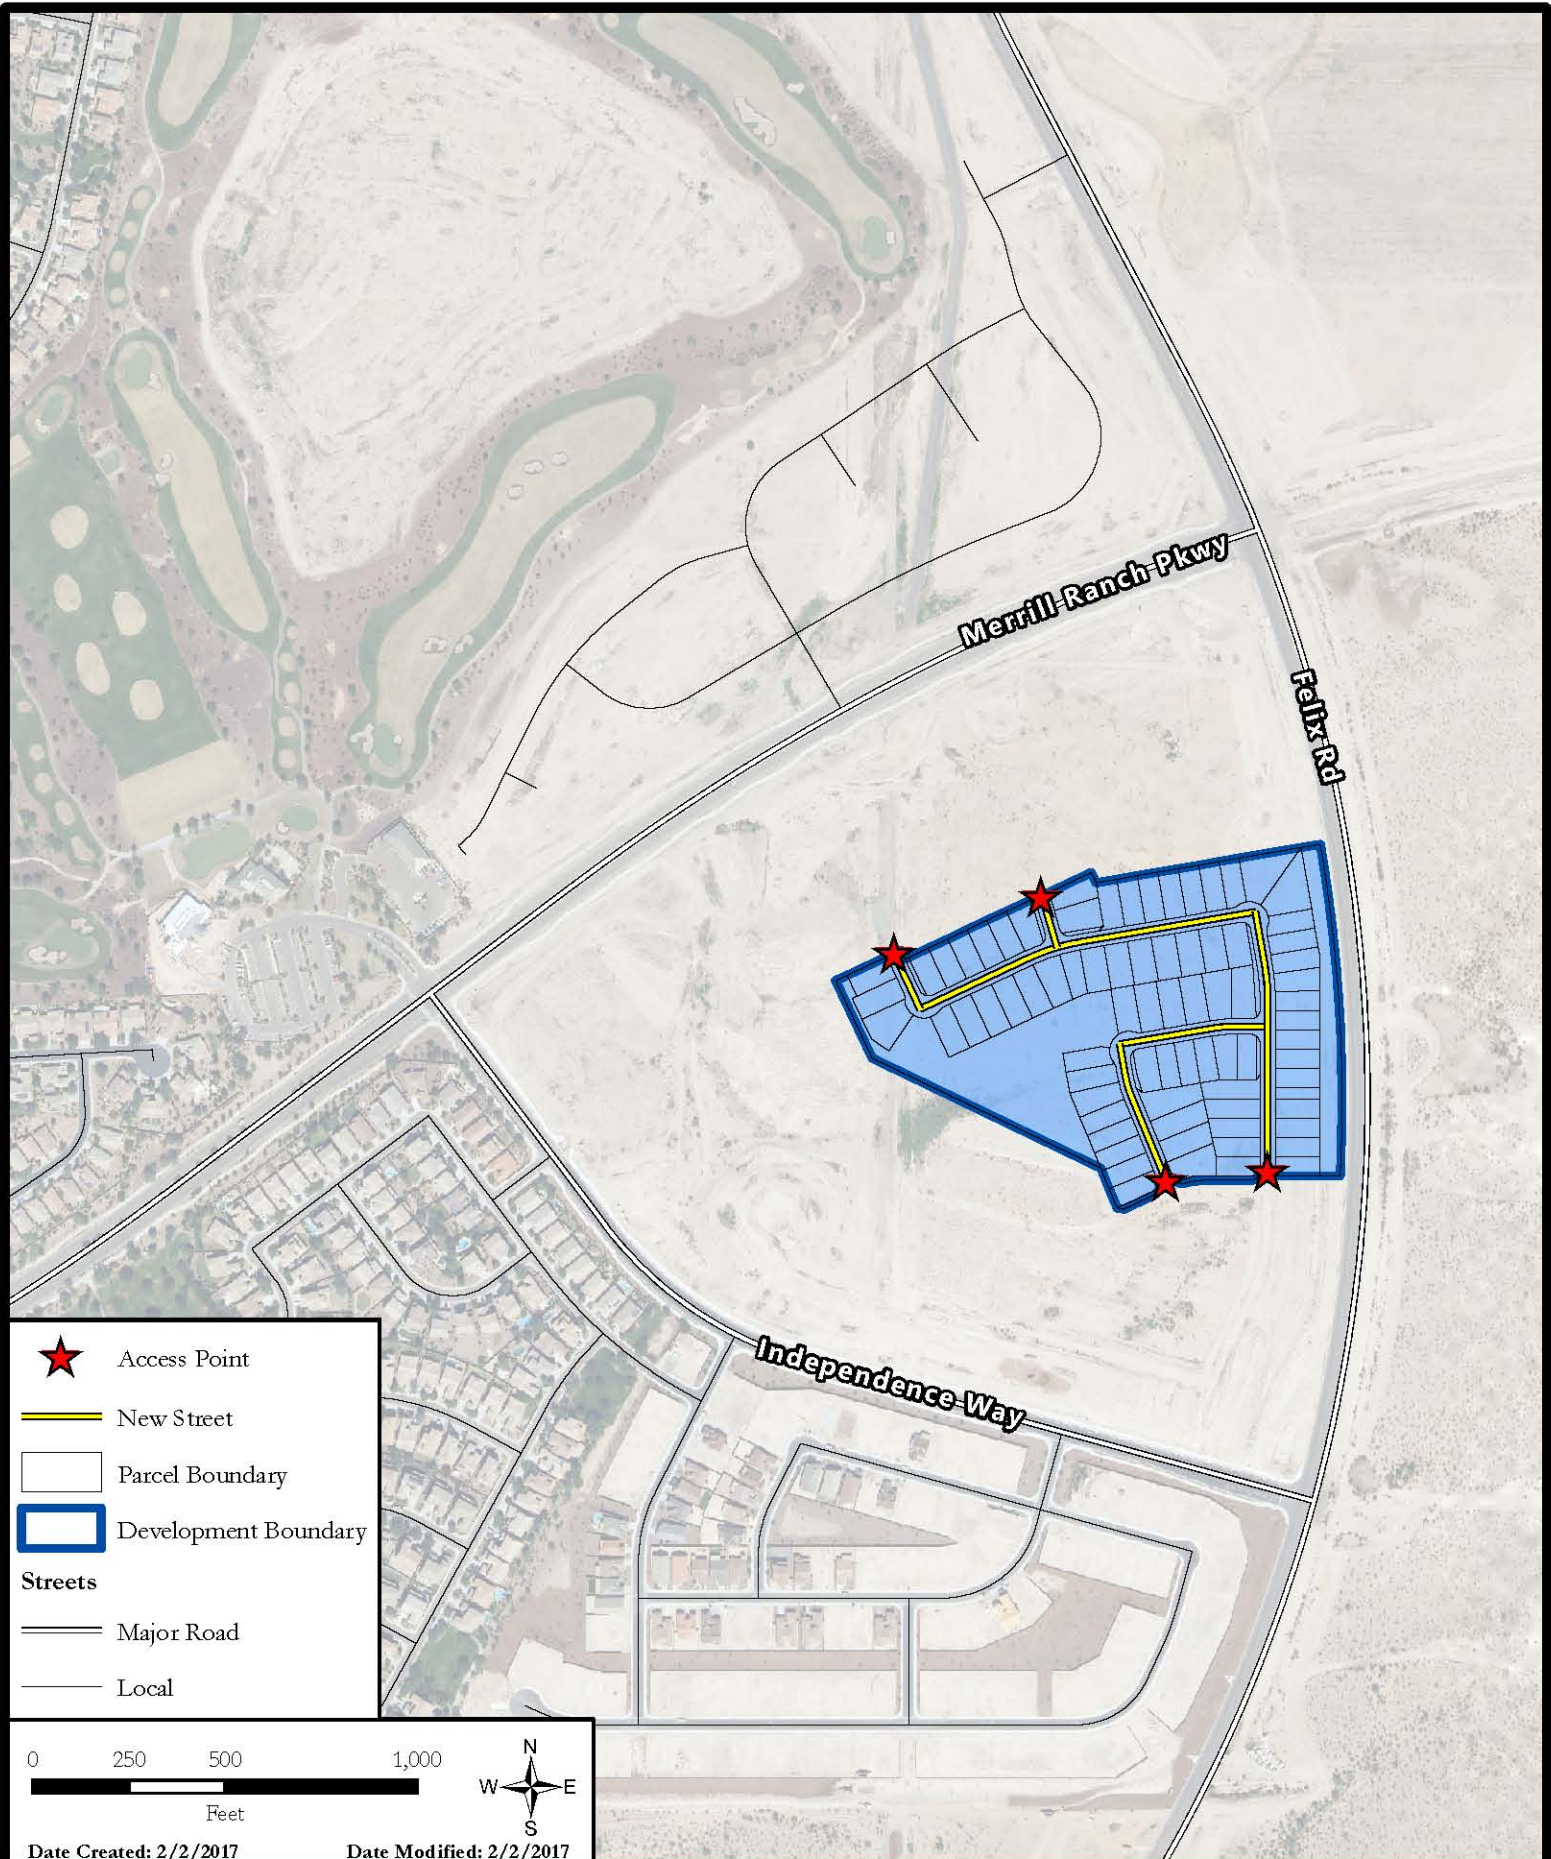 Merrill Ranch Pkwy
Felix Rd
Independence Way
Access Point
New Street
Parcel Boundary
Development Boundary
Streets
Major Road
Local
0 250 500 1,000
Feet
N
W E
S
Date Created: 2/2/2017 Date Modified: 2/2/2017